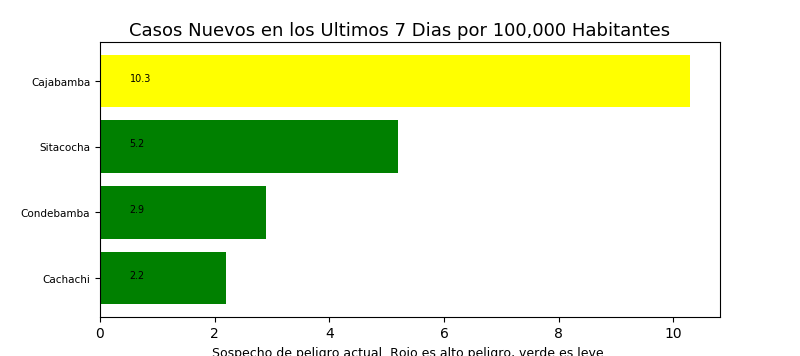 Casos Nuevos en los Ultimos 7 Dias por 100,000 Habitantes
Cajabamba 10.3
Sitacocha 5.2
Condebamba 2.9
Cachachi 2.2
0 2 4 6 8 10
Sospecho de peligro actual. Rojo es alto peligro, verde es leve